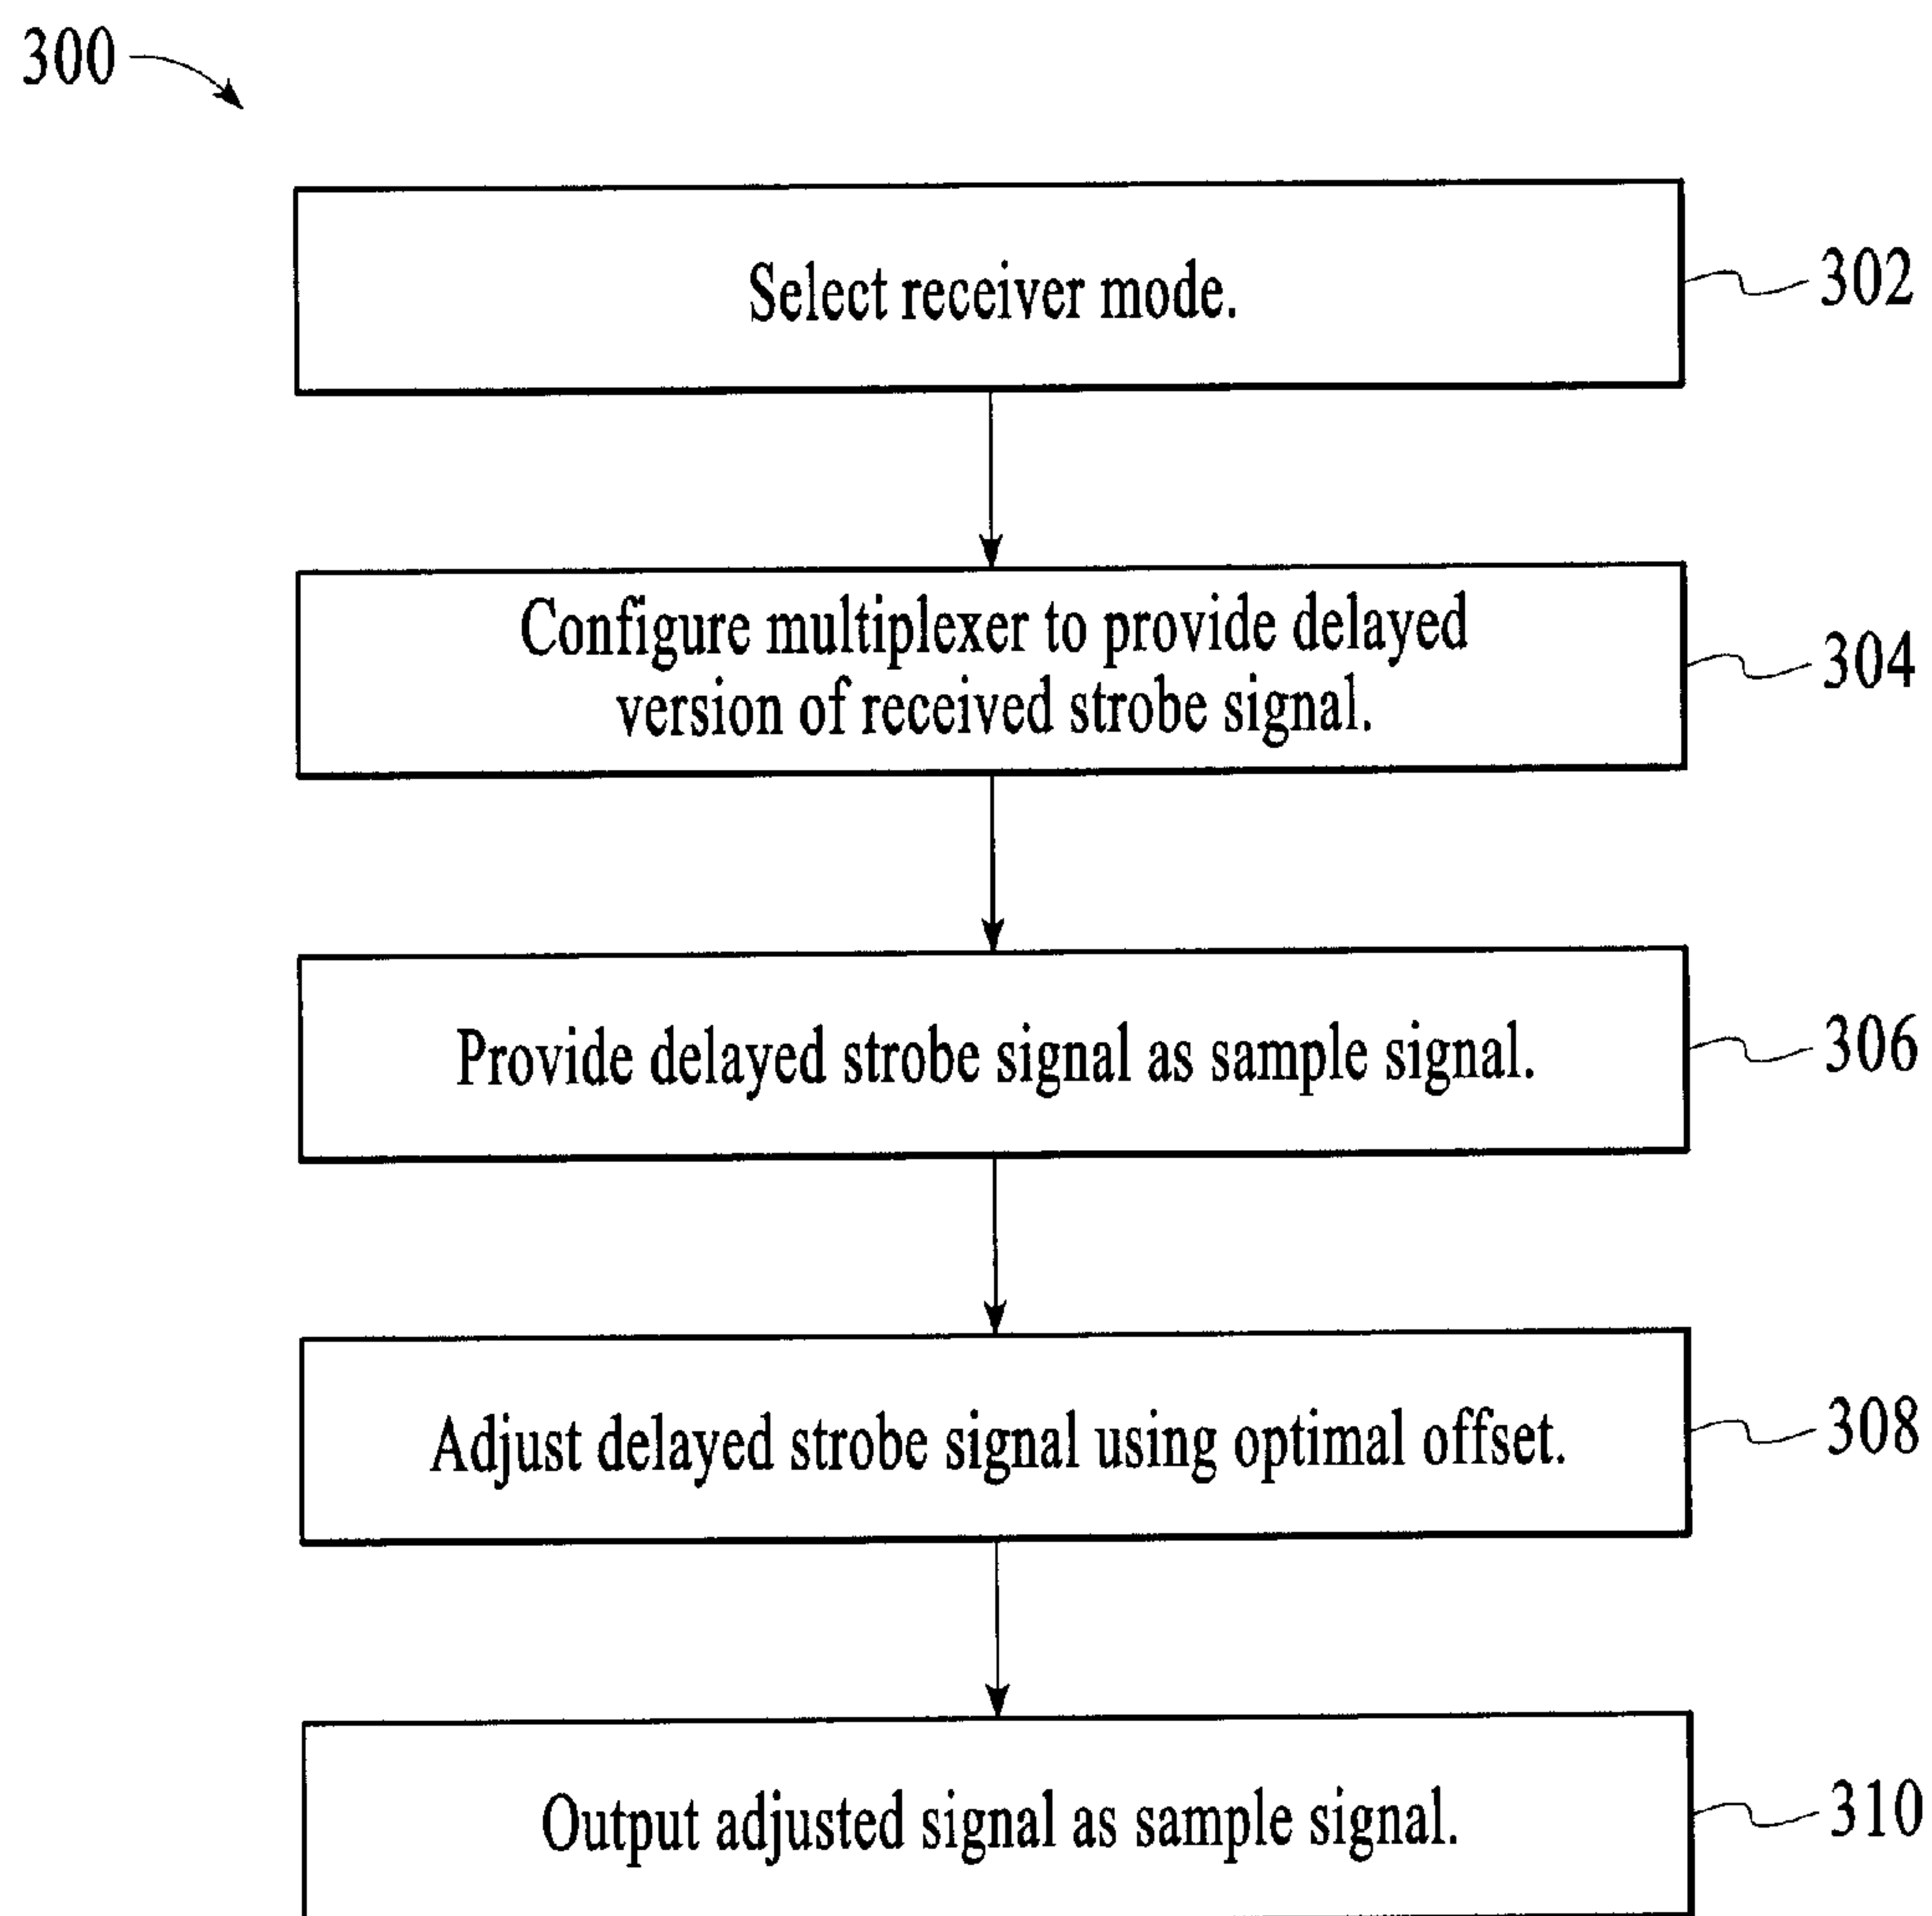 300
Select receiver mode.
302
Configure multiplexer to provide delayed
version of received strobe signal.
304
Provide delayed strobe signal as sample signal.
306
Adjust delayed strobe signal using optimal offset.
308
Output adjusted signal as sample signal.
310